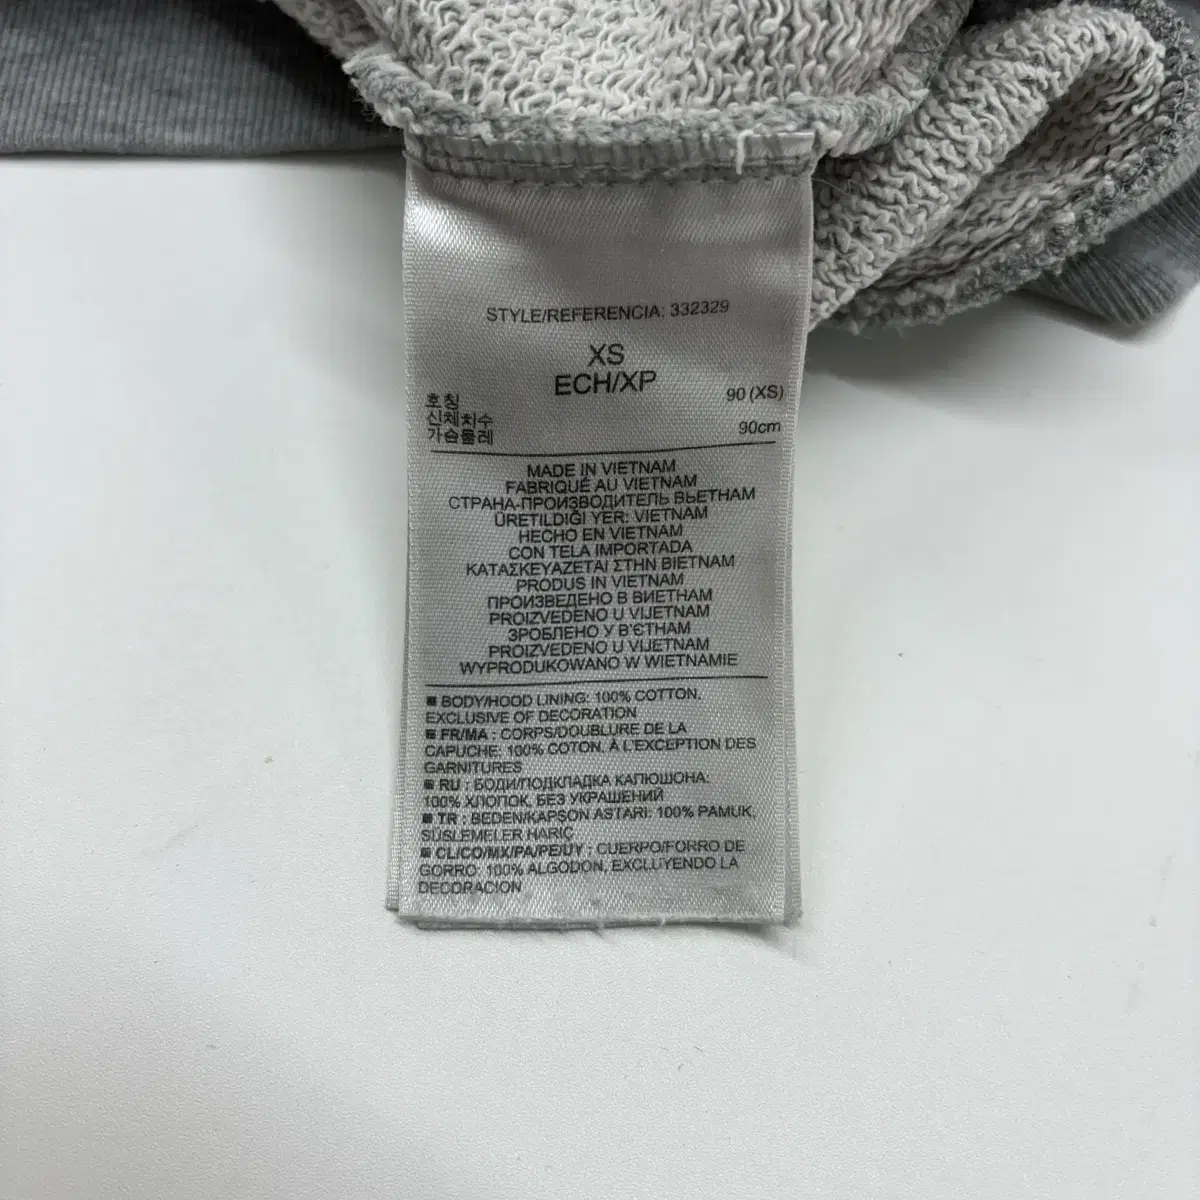 STYLE/REFERENCIA: 332329
XS
ECH/XP
호칭 90 (XS)
신체치수
가슴둘레 90cm
MADE IN VIETNAM
FABRIQUÉ AU VIETNAM
СТРАНА-ПРОИЗВОДИТЕЛЬ ВЬЕТНАМ
ÜRETILDIĞI YER: VIETNAM
HECHO EN VIETNAM
CON TELA IMPORTADA
ΚΑΤΑΣΚΕΥΑΖΕΤΑΙ ΣΤΗΝ ΒΙΕΤΝΑΜ
PRODUS IN VIETNAM
ПРОИЗВЕДЕНО В ВИЕТНАМ
PROIZVEDENO U VIJETNAM
ЗРОБЛЕНО У В'ЄТНАМ
PROIZVEDENO U VIJETNAM
WYPRODUKOWANO W WIETNAMIE
■ BODY/HOOD LINING: 100% COTTON,
EXCLUSIVE OF DECORATION
■ FR/MA : CORPS/DOUBLURE DE LA
CAPUCHE: 100% COTON, À L'EXCEPTION DES
GARNITURES
■ RU : БОДИ/ПОДКЛАДКА КАПЮШОНА:
100% ХЛОПОК, БЕЗ УКРАШЕНИЙ
■ TR : BEDEN/KAPŞON ASTARI: 100% PAMUK,
SÜSLEMELER HARIÇ
■ CL/CO/MX/PA/PE/UY : CUERPO/FORRO DE
GORRO: 100% ALGODON, EXCLUYENDO LA
DECORACION